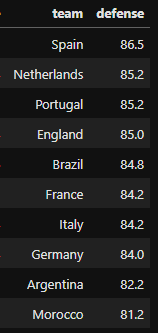 team defense
Spain 86.5
Netherlands 85.2
Portugal 85.2
England 85.0
Brazil 84.8
France 84.2
Italy 84.2
Germany 84.0
Argentina 82.2
Morocco 81.2